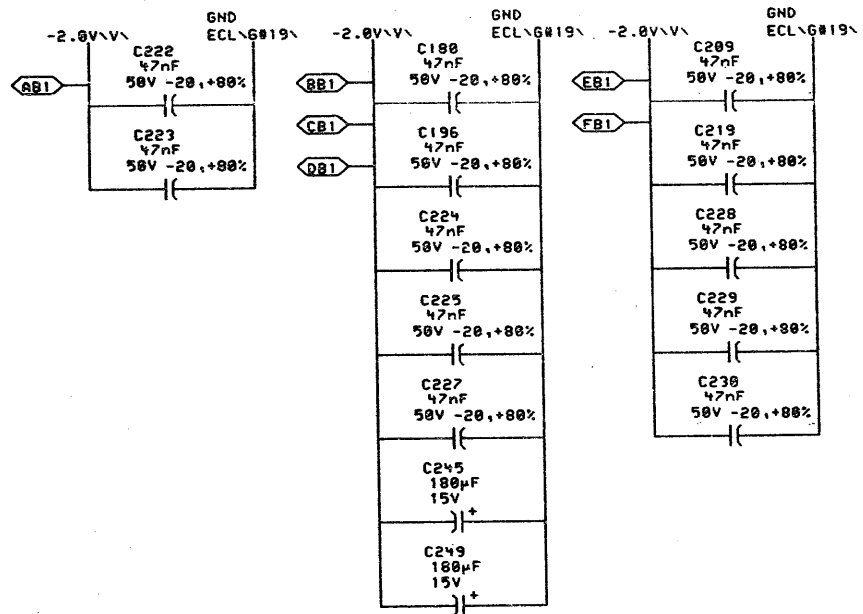 GND
-2.0V\V\ ECL\G#19\
C222
47nF
50V -20,+80%
AB1
C223
47nF
50V -20,+80%
GND
-2.0V\V\ ECL\G#19\
C180
47nF
50V -20,+80%
BB1
CB1
C196
47nF
50V -20,+80%
DB1
C224
47nF
50V -20,+80%
C225
47nF
50V -20,+80%
C227
47nF
50V -20,+80%
C245
180µF
15V
+
C249
180µF
15V
+
GND
-2.0V\V\ ECL\G#19\
C209
47nF
50V -20,+80%
EB1
FB1
C219
47nF
50V -20,+80%
C228
47nF
50V -20,+80%
C229
47nF
50V -20,+80%
C230
47nF
50V -20,+80%